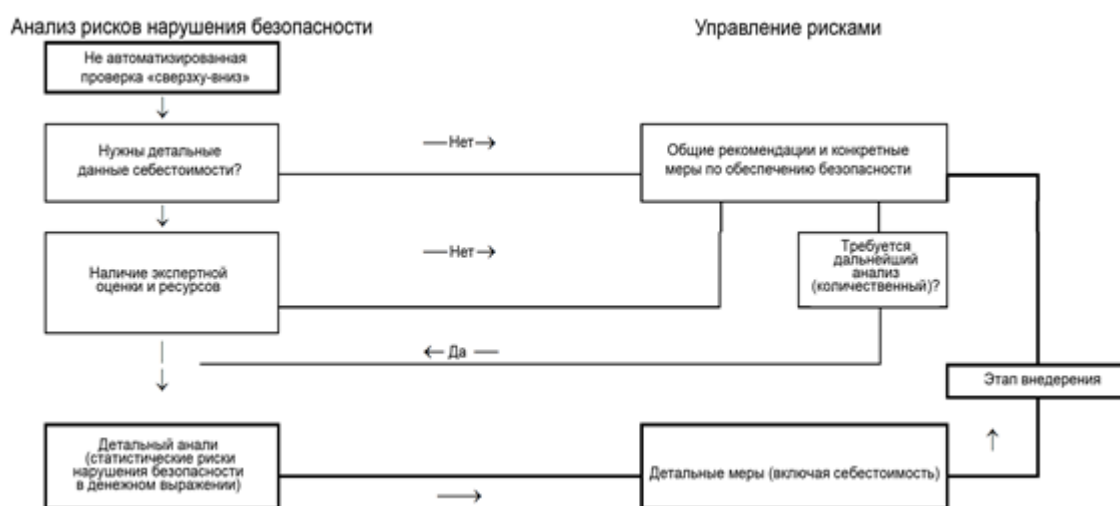 Анализ рисков нарушения безопасности
Управление рисками
Не автоматизированная
проверка «сверзху-вниз»
Нужны детальные
данные себестоимости?
Нет
Общие рекомендации и конкретные
меры по обеспечению безопасности
Наличие экспертной
оценки и ресурсов
Нет
Требуется
дальнейший
анализ
(количественный)?
Да
Этап внедерения
Детальный анали
(статистические риски
нарушения безопасности
в денежном выражении)
Детальные меры (включая себестоимость)